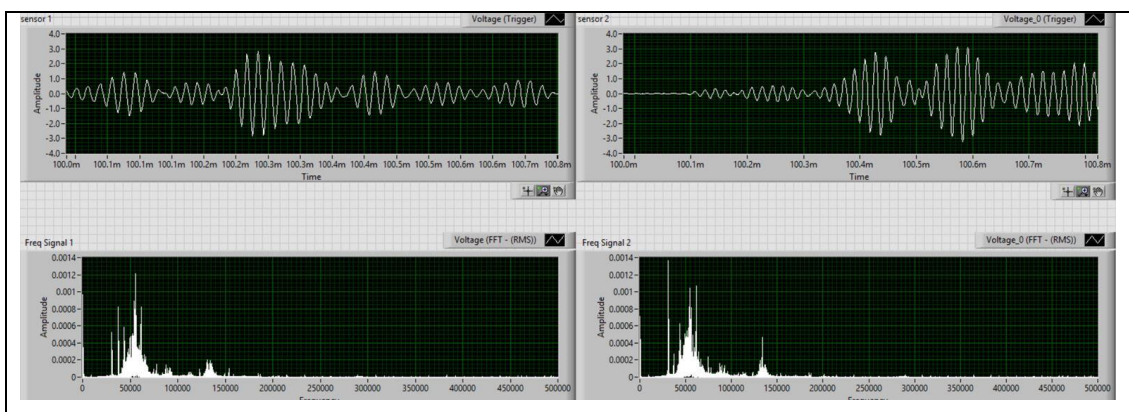 sensor 1
Voltage (Trigger)
4.0
3.0
2.0
1.0
0.0
-1.0
-2.0
-3.0
-4.0
Amplitude
100.0m 100.1m 100.1m 100.2m 100.2m 100.3m 100.3m 100.4m 100.4m 100.5m 100.5m 100.6m 100.6m 100.7m 100.8m
Time
sensor 2
Voltage_0 (Trigger)
4.0
3.0
2.0
1.0
0.0
-1.0
-2.0
-3.0
-4.0
Amplitude
100.0m 100.1m 100.2m 100.3m 100.4m 100.5m 100.6m 100.7m 100.8m
Time
Freq Signal 1
Voltage (FFT - (RMS))
0.0014
0.0012
0.001
0.0008
0.0006
0.0004
0.0002
0
Amplitude
0 50000 100000 150000 200000 250000 300000 350000 400000 450000 500000
Frequency
Freq Signal 2
Voltage_0 (FFT - (RMS))
0.0014
0.0012
0.001
0.0008
0.0006
0.0004
0.0002
0
Amplitude
0 50000 100000 150000 200000 250000 300000 350000 400000 450000 500000
Frequency